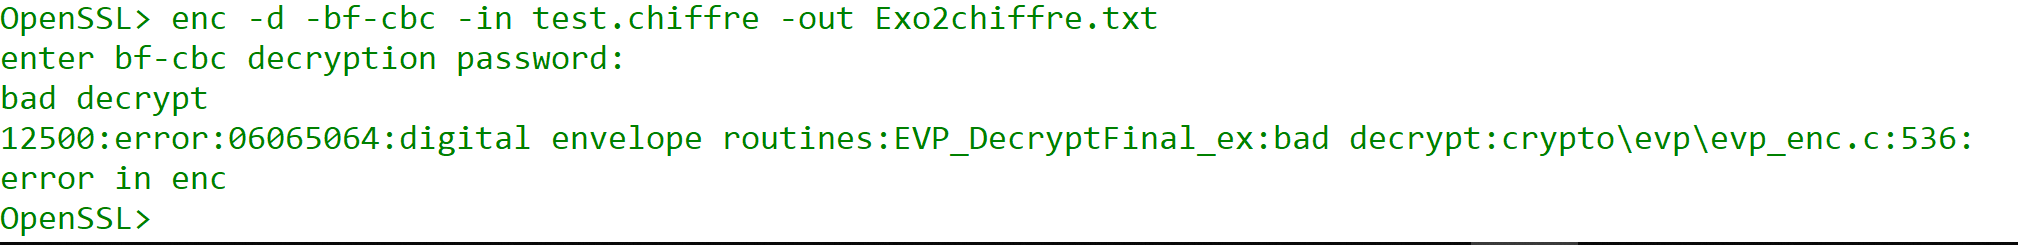 OpenSSL> enc -d -bf-cbc -in test.chiffre -out Exo2chiffre.txt
enter bf-cbc decryption password:
bad decrypt
12500:error:06065064:digital envelope routines:EVP_DecryptFinal_ex:bad decrypt:crypto\evp\evp_enc.c:536:
error in enc
OpenSSL>